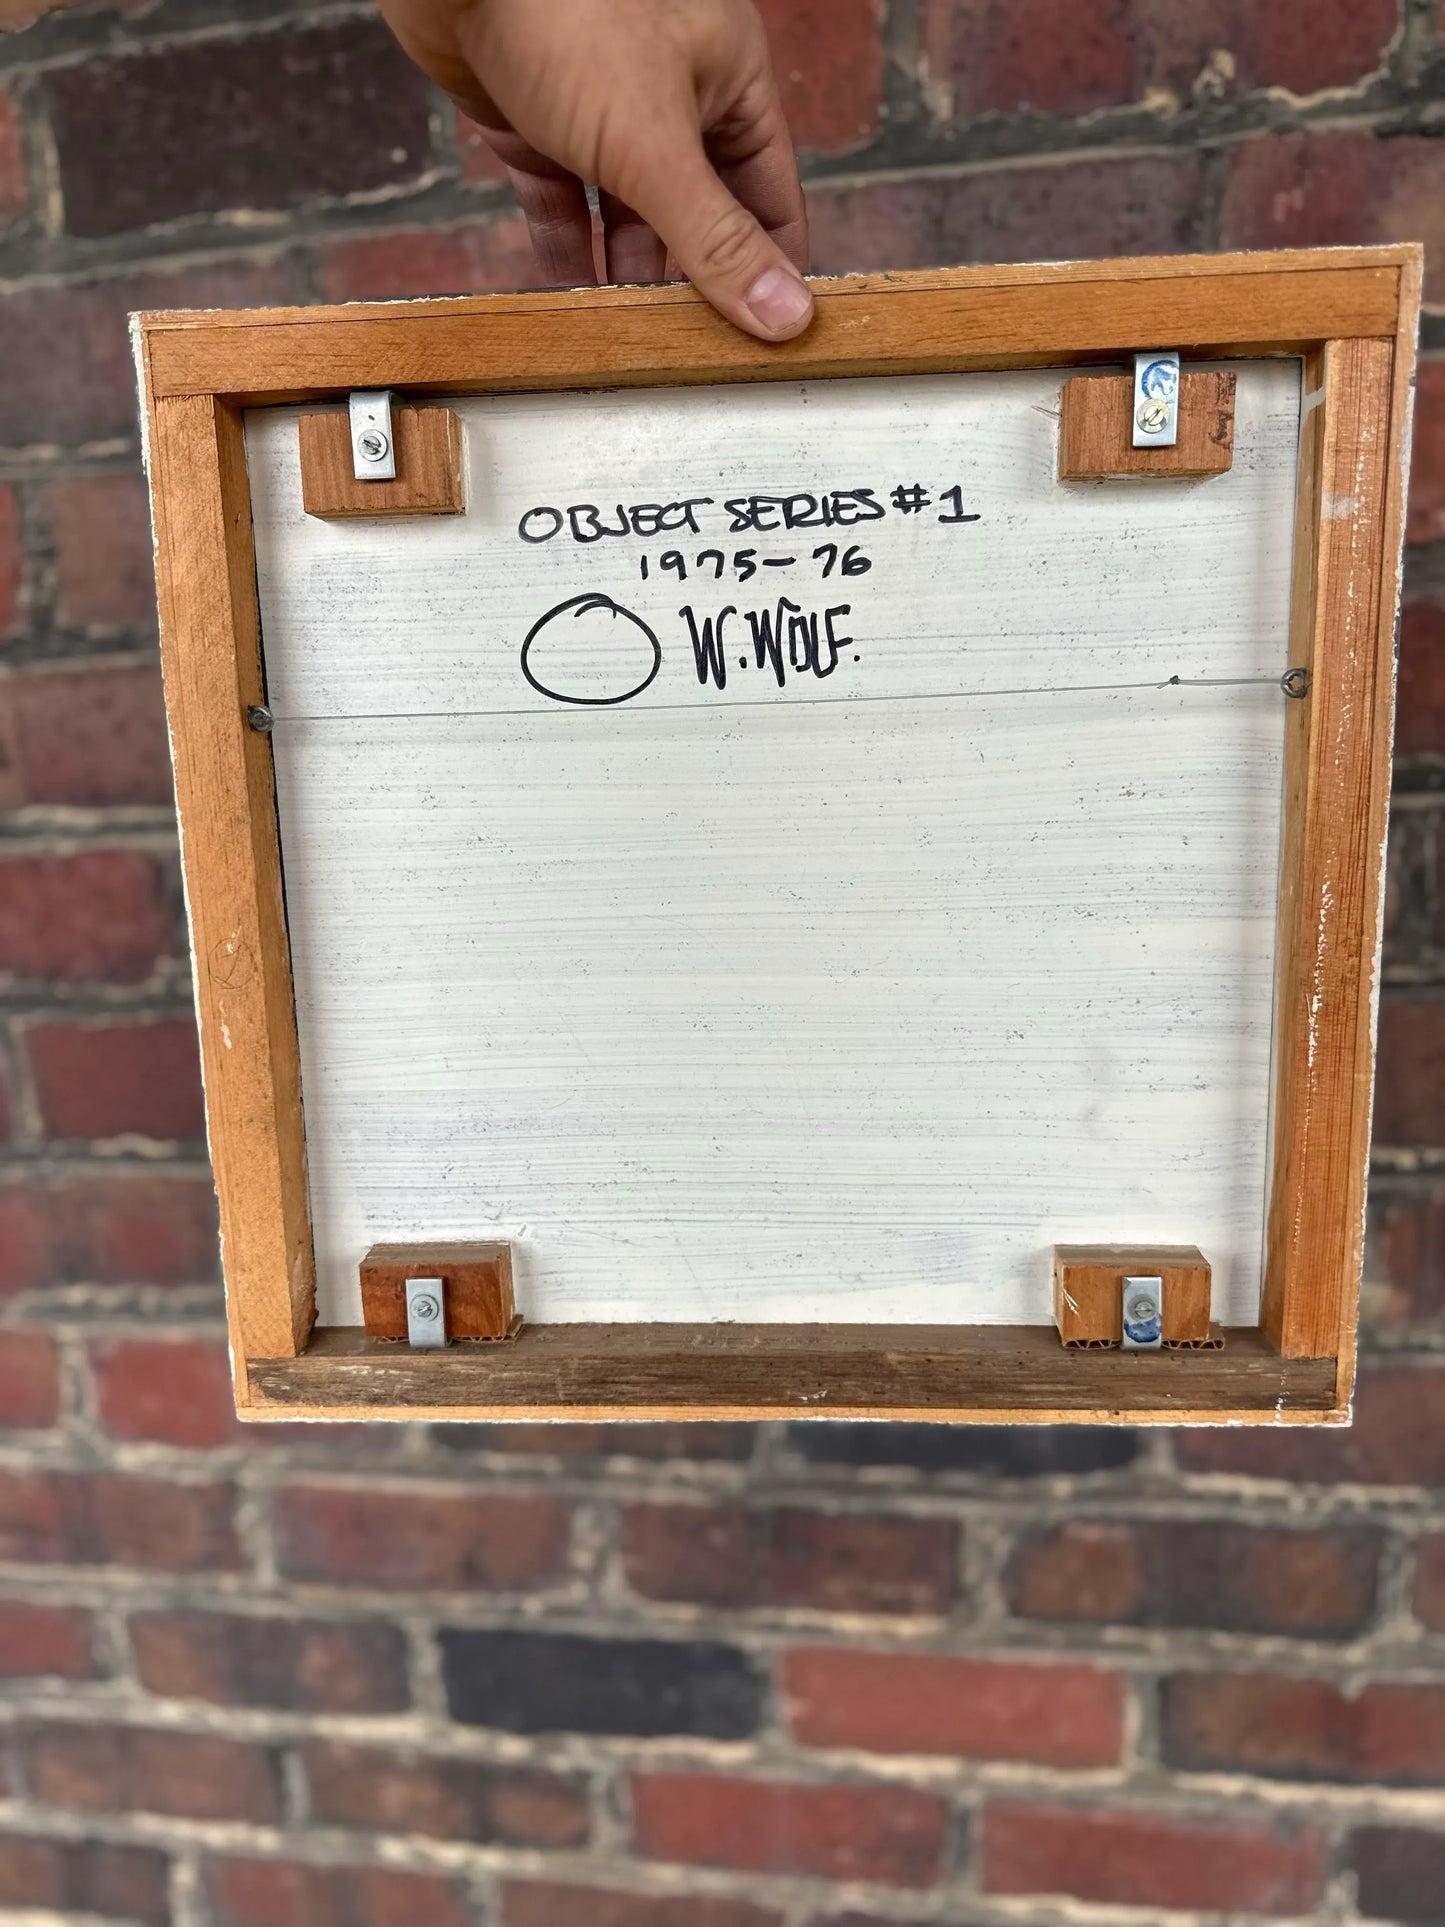 OBJECT SERIES #1
1975-76
W. WOLF.